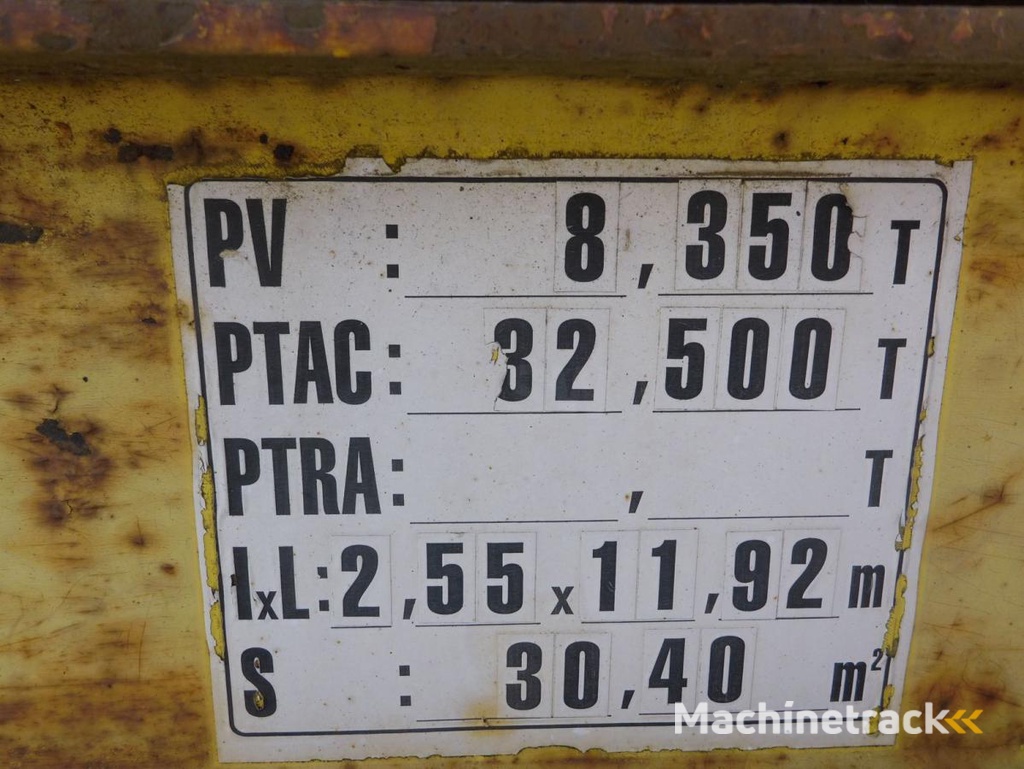 PV : 8,350 T
PTAC : 32,500 T
PTRA : , T
lxL : 2,55 x 11,92 m
S : 30,40 m²
Machinetrack